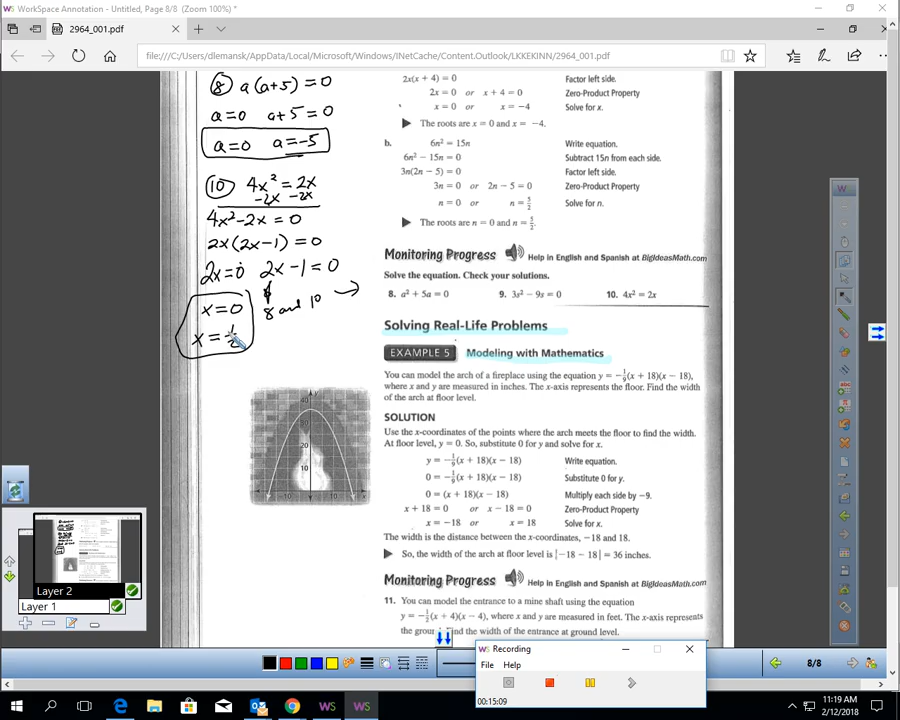 WorkSpace Annotation - Untitled, Page 8/8 (Zoom 100%) *
2964_001.pdf
file:///C:/Users/dlemansk/AppData/Local/Microsoft/Windows/INetCache/Content.Outlook/LKKEKINN/2964_001.pdf
8 a(a+5) = 0
a=0 a+5=0
a=0 a=-5
10 4x² = 2x
-2x -2x
4x²-2x = 0
2x(2x-1) = 0
2x=0 2x-1=0
x=0
x=½
8 and 10
2x(x + 4) = 0 Factor left side.
2x = 0 or x + 4 = 0 Zero-Product Property
x = 0 or x = −4 Solve for x.
▶ The roots are x = 0 and x = −4.
b. 6n² = 15n Write equation.
6n² − 15n = 0 Subtract 15n from each side.
3n(2n − 5) = 0 Factor left side.
3n = 0 or 2n − 5 = 0 Zero-Product Property
n = 0 or n = 5/2 Solve for n.
▶ The roots are n = 0 and n = 5/2.
Monitoring Progress Help in English and Spanish at BigIdeasMath.com
Solve the equation. Check your solutions.
8. a² + 5a = 0 9. 3s² − 9s = 0 10. 4x² = 2x
Solving Real-Life Problems
EXAMPLE 5 Modeling with Mathematics
You can model the arch of a fireplace using the equation y = −1/9(x + 18)(x − 18),
where x and y are measured in inches. The x-axis represents the floor. Find the width
of the arch at floor level.
SOLUTION
Use the x-coordinates of the points where the arch meets the floor to find the width.
At floor level, y = 0. So, substitute 0 for y and solve for x.
y = −1/9(x + 18)(x − 18) Write equation.
0 = −1/9(x + 18)(x − 18) Substitute 0 for y.
0 = (x + 18)(x − 18) Multiply each side by −9.
x + 18 = 0 or x − 18 = 0 Zero-Product Property
x = −18 or x = 18 Solve for x.
The width is the distance between the x-coordinates, −18 and 18.
▶ So, the width of the arch at floor level is |−18 − 18| = 36 inches.
Monitoring Progress Help in English and Spanish at BigIdeasMath.com
11. You can model the entrance to a mine shaft using the equation
y = −1/2(x + 4)(x − 4), where x and y are measured in feet. The x-axis represents
the grour Find the width of the entrance at ground level.
y
40
30
20
10
10 10 x
Layer 2
Layer 1
Recording
File Help
00:15:09
8/8
11:19 AM
2/12/2018